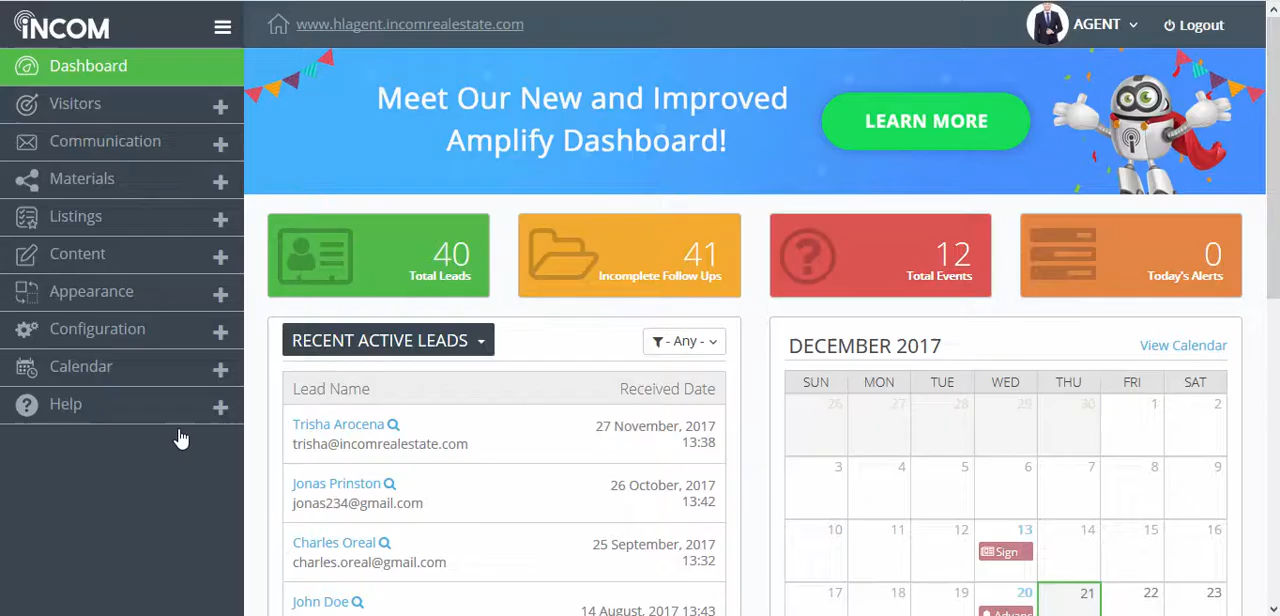 iNCOM
www.hlagent.incomrealestate.com
AGENT
Logout
Dashboard
Visitors
Communication
Materials
Listings
Content
Appearance
Configuration
Calendar
Help
Meet Our New and Improved
Amplify Dashboard!
LEARN MORE
40
Total Leads
41
Incomplete Follow Ups
12
Total Events
0
Today's Alerts
RECENT ACTIVE LEADS
- Any -
Lead Name Received Date
Trisha Arocena 27 November, 2017
trisha@incomrealestate.com 13:38
Jonas Prinston 26 October, 2017
jonas234@gmail.com 13:42
Charles Oreal 25 September, 2017
charles.oreal@gmail.com 13:32
John Doe 14 August, 2017 13:43
DECEMBER 2017 View Calendar
SUN MON TUE WED THU FRI SAT
26 27 28 29 30 1 2
3 4 5 6 7 8 9
10 11 12 13 14 15 16
Sign
17 18 19 20 21 22 23
Advanc